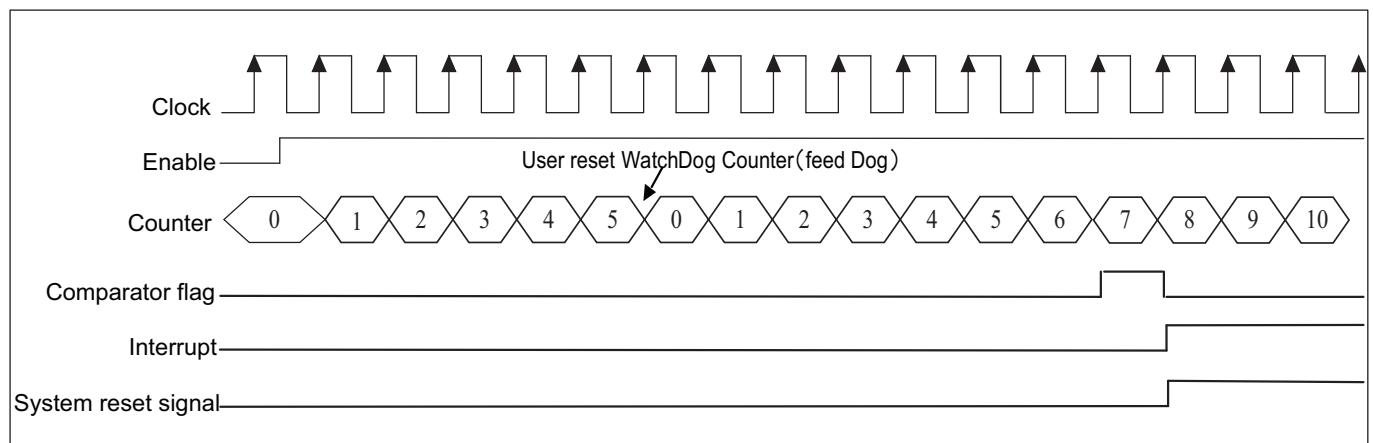 Clock
Enable
User reset WatchDog Counter(feed Dog)
Counter 0 1 2 3 4 5 0 1 2 3 4 5 6 7 8 9 10
Comparator flag
Interrupt
System reset signal